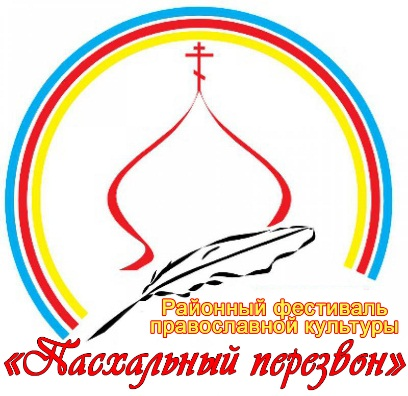 Районный фестиваль
православной культуры
«Пасхальный перезвон»